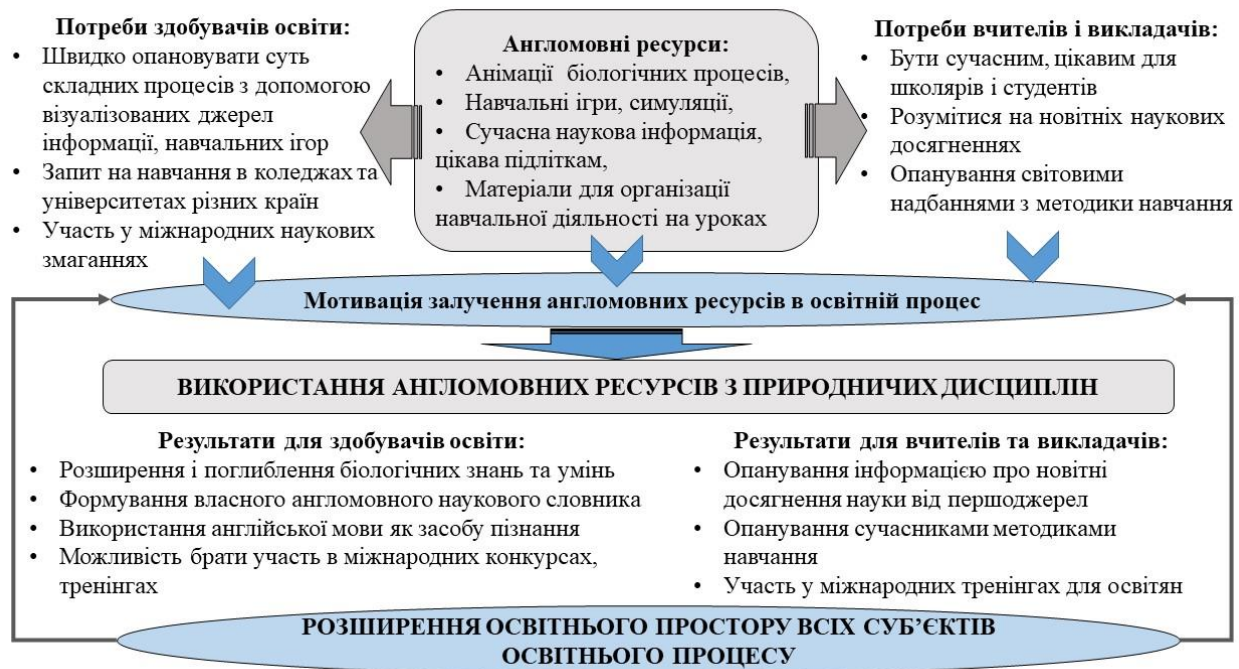 Потреби здобувачів освіти:
• Швидко опановувати суть
складних процесів з допомогою
візуалізованих джерел
інформації, навчальних ігор
• Запит на навчання в коледжах та
університетах різних країн
• Участь у міжнародних наукових
змаганнях
Англомовні ресурси:
• Анімації біологічних процесів,
• Навчальні ігри, симуляції,
• Сучасна наукова інформація,
цікава підліткам,
• Матеріали для організації
навчальної діяльності на уроках
Потреби вчителів і викладачів:
• Бути сучасним, цікавим для
школярів і студентів
• Розумітися на новітніх наукових
досягненнях
• Опанування світовими
надбаннями з методики навчання
Мотивація залучення англомовних ресурсів в освітній процес
ВИКОРИСТАННЯ АНГЛОМОВНИХ РЕСУРСІВ З ПРИРОДНИЧИХ ДИСЦИПЛІН
Результати для здобувачів освіти:
• Розширення і поглиблення біологічних знань та умінь
• Формування власного англомовного наукового словника
• Використання англійської мови як засобу пізнання
• Можливість брати участь в міжнародних конкурсах,
тренінгах
Результати для вчителів та викладачів:
• Опанування інформацією про новітні
досягнення науки від першоджерел
• Опанування сучасниками методиками
навчання
• Участь у міжнародних тренінгах для освітян
РОЗШИРЕННЯ ОСВІТНЬОГО ПРОСТОРУ ВСІХ СУБ’ЄКТІВ
ОСВІТНЬОГО ПРОЦЕСУ